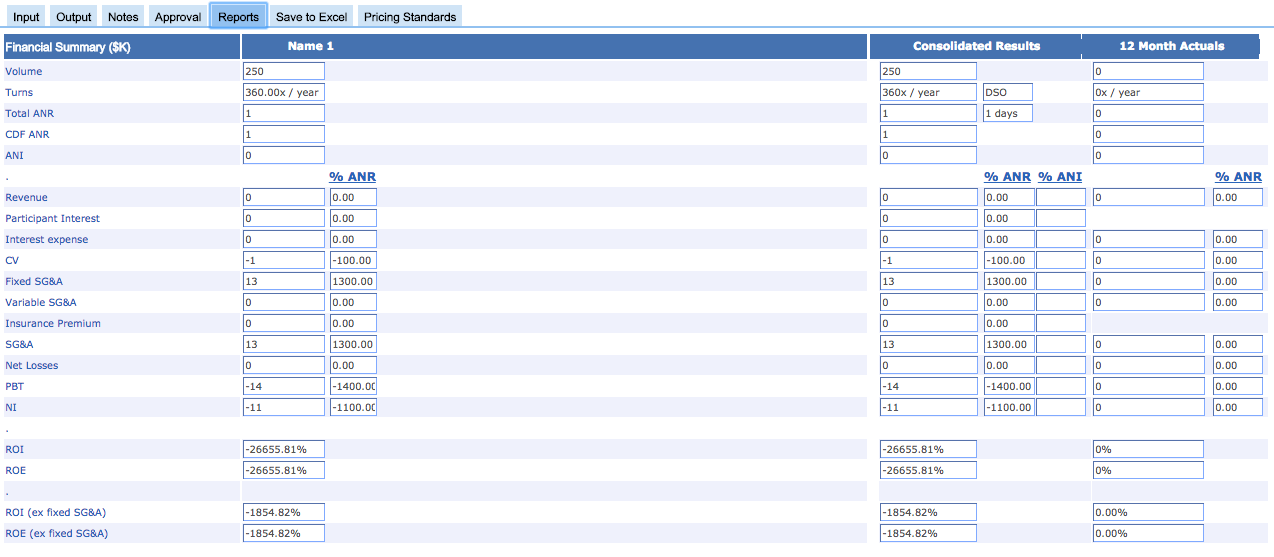 Input Output Notes Approval Reports Save to Excel Pricing Standards
Financial Summary ($K) Name 1 Consolidated Results 12 Month Actuals
Volume 250 250 0
Turns 360.00x / year 360x / year DSO 0x / year
Total ANR 1 1 1 days 0
CDF ANR 1 1 0
ANI 0 0 0
. % ANR % ANR % ANI % ANR
Revenue 0 0.00 0 0.00 0 0.00
Participant Interest 0 0.00 0 0.00
Interest expense 0 0.00 0 0.00 0 0.00
CV -1 -100.00 -1 -100.00 0 0.00
Fixed SG&A 13 1300.00 13 1300.00 0 0.00
Variable SG&A 0 0.00 0 0.00 0 0.00
Insurance Premium 0 0.00 0 0.00
SG&A 13 1300.00 13 1300.00 0 0.00
Net Losses 0 0.00 0 0.00 0 0.00
PBT -14 -1400.00 -14 -1400.00 0 0.00
NI -11 -1100.00 -11 -1100.00 0 0.00
.
ROI -26655.81% -26655.81% 0%
ROE -26655.81% -26655.81% 0%
.
ROI (ex fixed SG&A) -1854.82% -1854.82% 0.00%
ROE (ex fixed SG&A) -1854.82% -1854.82% 0.00%